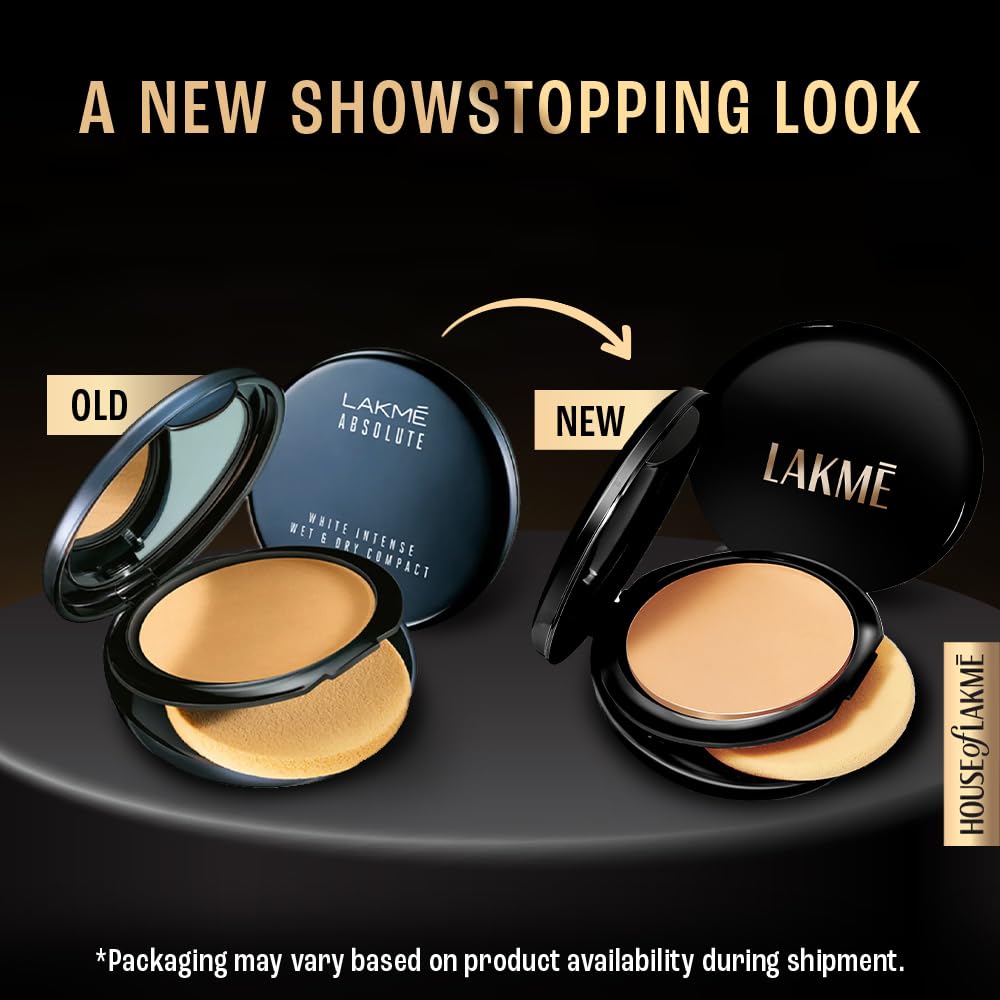 A NEW SHOWSTOPPING LOOK
OLD
LAKMĒ
ABSOLUTE
WHITE INTENSE
WET & DRY COMPACT
NEW
LAKMĒ
HOUSE of LAKMĒ
*Packaging may vary based on product availability during shipment.